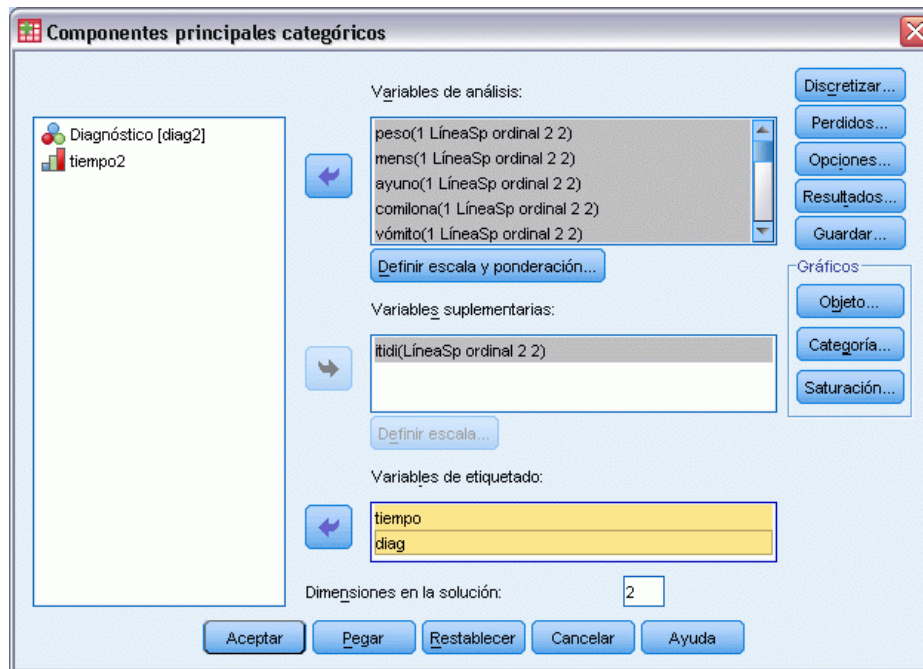 Componentes principales categóricos
Diagnóstico [diag2]
tiempo2
Variables de análisis:
peso(1 LíneaSp ordinal 2 2)
mens(1 LíneaSp ordinal 2 2)
ayuno(1 LíneaSp ordinal 2 2)
comilona(1 LíneaSp ordinal 2 2)
vómito(1 LíneaSp ordinal 2 2)
Definir escala y ponderación...
Variables suplementarias:
itidi(LíneaSp ordinal 2 2)
Definir escala...
Variables de etiquetado:
tiempo
diag
Dimensiones en la solución:
2
Discretizar...
Perdidos...
Opciones...
Resultados...
Guardar...
Gráficos
Objeto...
Categoría...
Saturación...
Aceptar
Pegar
Restablecer
Cancelar
Ayuda